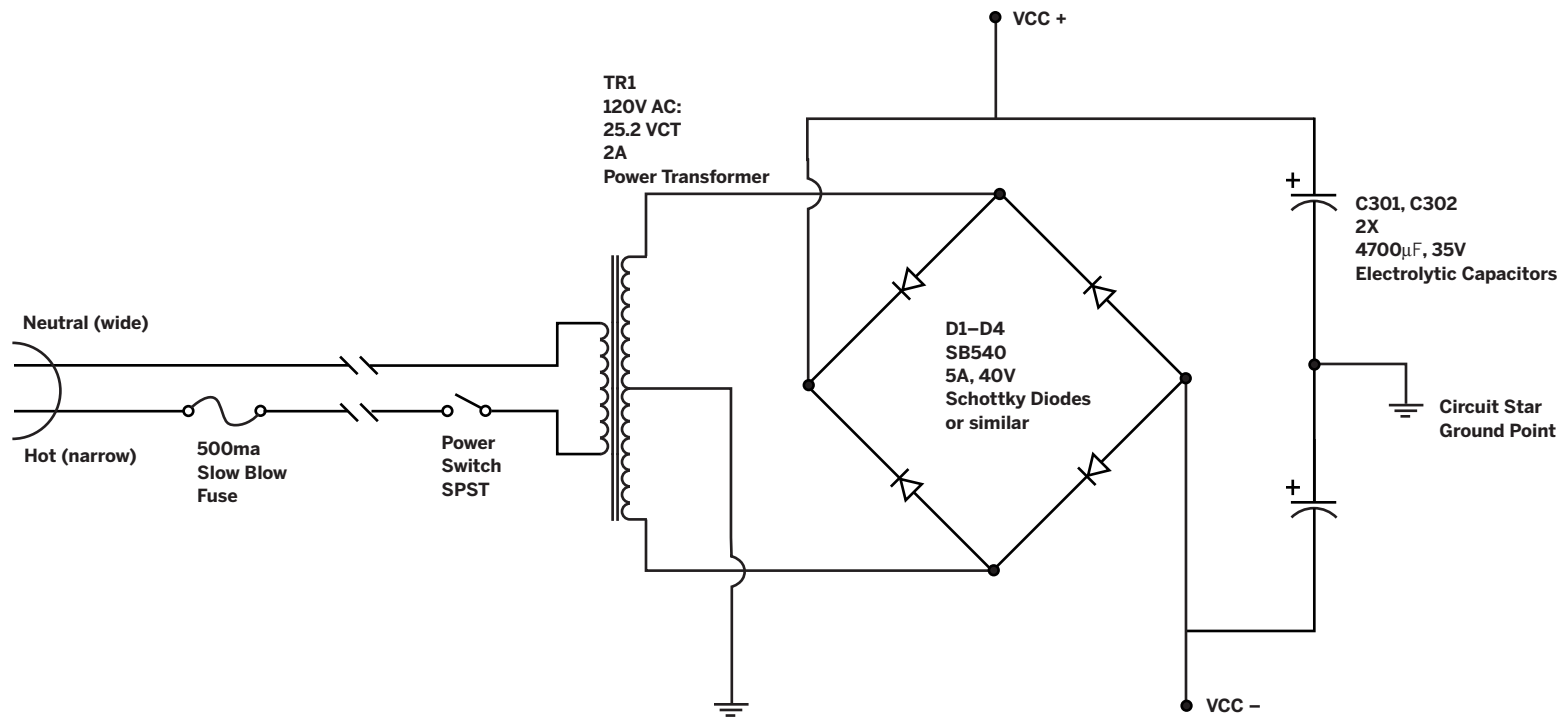 VCC +
TR1
120V AC:
25.2 VCT
2A
Power Transformer
+
C301, C302
2X
4700μF, 35V
Electrolytic Capacitors
Neutral (wide)
D1–D4
SB540
5A, 40V
Schottky Diodes
or similar
Circuit Star
Ground Point
Hot (narrow)
500ma
Slow Blow
Fuse
Power
Switch
SPST
+
VCC –